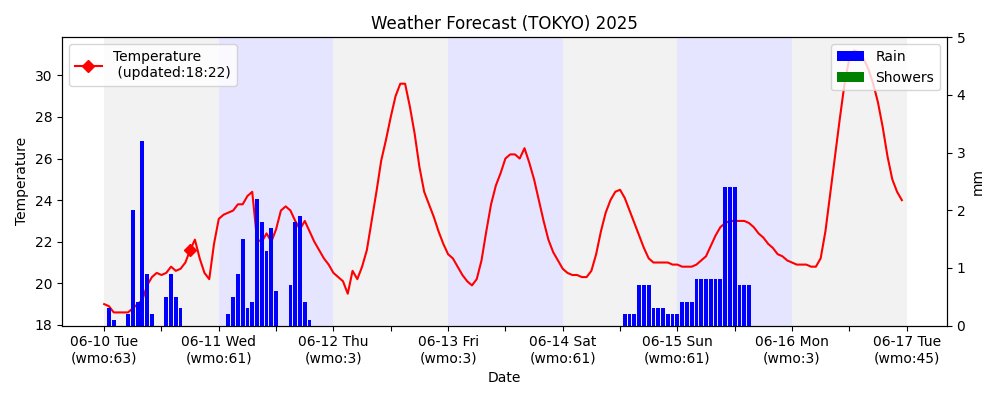 Weather Forecast (TOKYO) 2025
Temperature
(updated:18:22)
Rain
Showers
Temperature
30
28
26
24
22
20
18
5
4
3
2
1
0
mm
06-10 Tue
(wmo:63)
06-11 Wed
(wmo:61)
06-12 Thu
(wmo:3)
06-13 Fri
(wmo:3)
06-14 Sat
(wmo:61)
06-15 Sun
(wmo:61)
06-16 Mon
(wmo:3)
06-17 Tue
(wmo:45)
Date